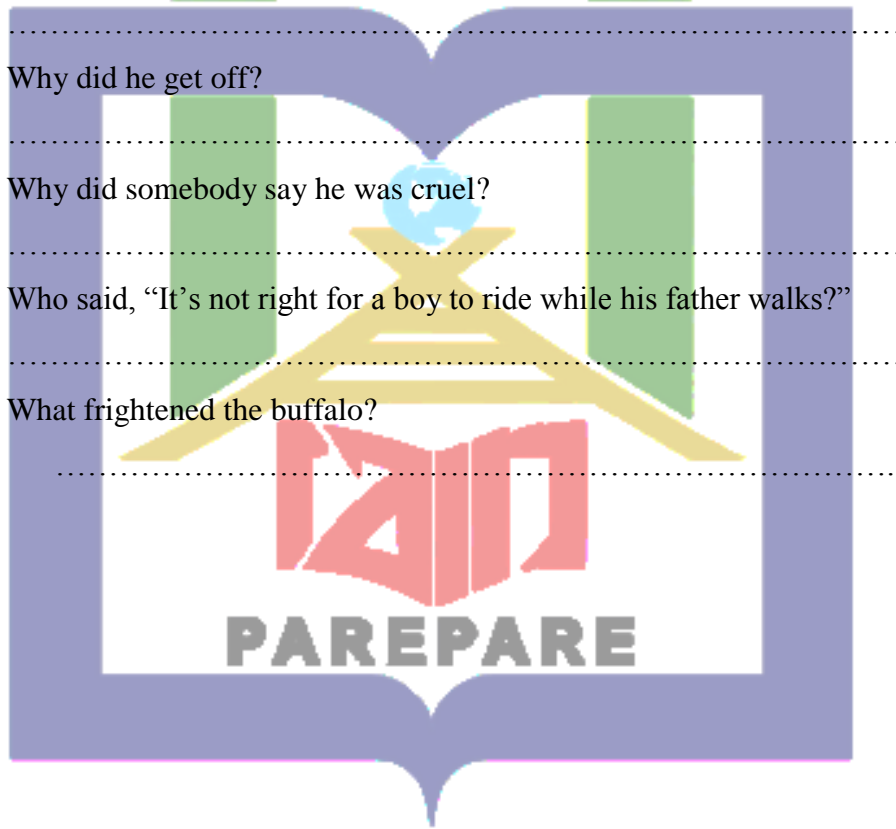 ……………………………………………………………………………………
Why did he get off?
……………………………………………………………………………………
Why did somebody say he was cruel?
……………………………………………………………………………………
Who said, “It’s not right for a boy to ride while his father walks?”
……………………………………………………………………………………
What frightened the buffalo?
………………………………………………………………………………
iain
PAREPARE